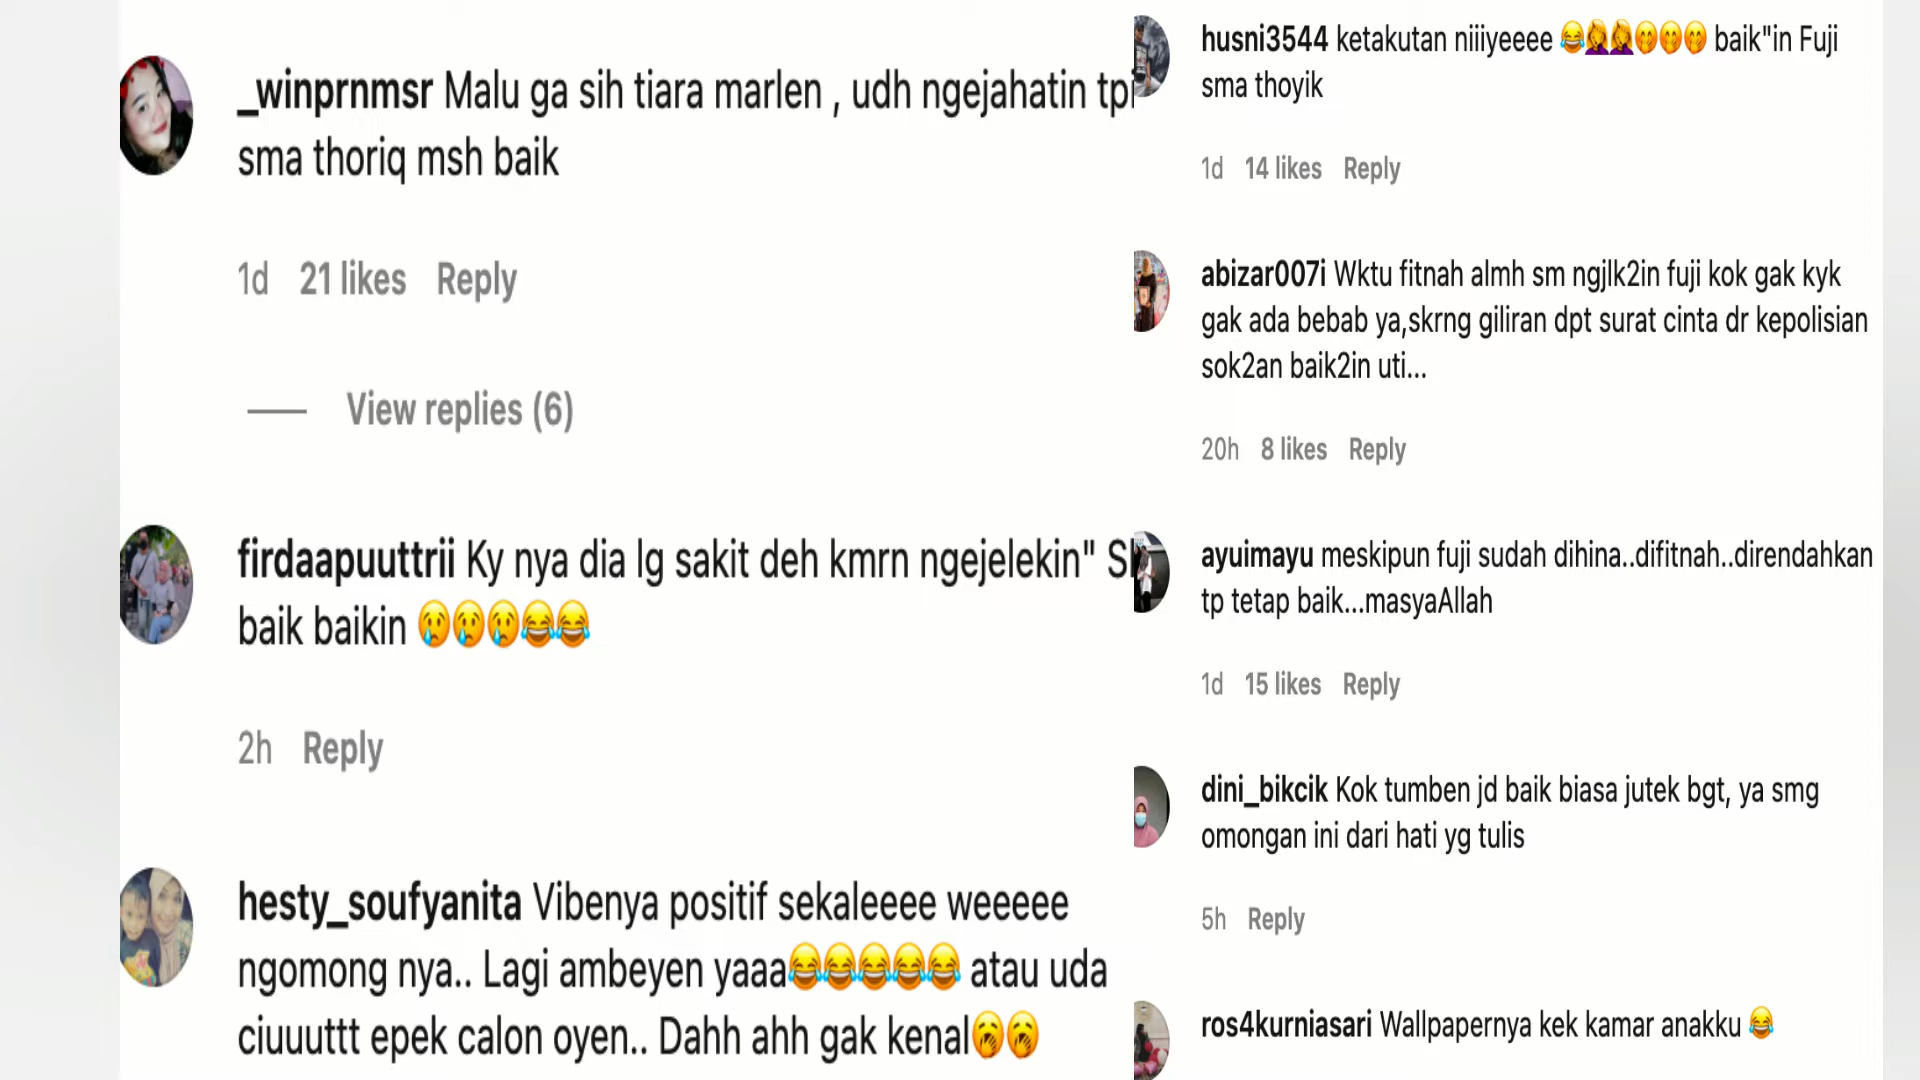 _winprnmsr Malu ga sih tiara marlen , udh ngejahatin tpi
sma thoriq msh baik
1d 21 likes Reply
View replies (6)
firdaapuuttrii Ky nya dia lg sakit deh kmrn ngejelekin"
baik baikin 😢😢😢😂😂
2h Reply
hesty_soufyanita Vibenya positif sekaleeee weeeee
ngomong nya.. Lagi ambeyen yaaa😂😂😂😂😂 atau uda
ciuuuttt epek calon oyen.. Dahh ahh gak kenal🥱🥱
husni3544 ketakutan niiiyeeee 😂🤦‍♀️🤦‍♀️🤭🤭🤭 baik"in Fuji
sma thoyik
1d 14 likes Reply
abizar007i Wktu fitnah almh sm ngjlk2in fuji kok gak kyk
gak ada bebab ya,skrng giliran dpt surat cinta dr kepolisian
sok2an baik2in uti...
20h 8 likes Reply
ayuimayu meskipun fuji sudah dihina..difitnah..direndahkan
tp tetap baik...masyaAllah
1d 15 likes Reply
dini_bikcik Kok tumben jd baik biasa jutek bgt, ya smg
omongan ini dari hati yg tulis
5h Reply
ros4kurniasari Wallpapernya kek kamar anakku 😂